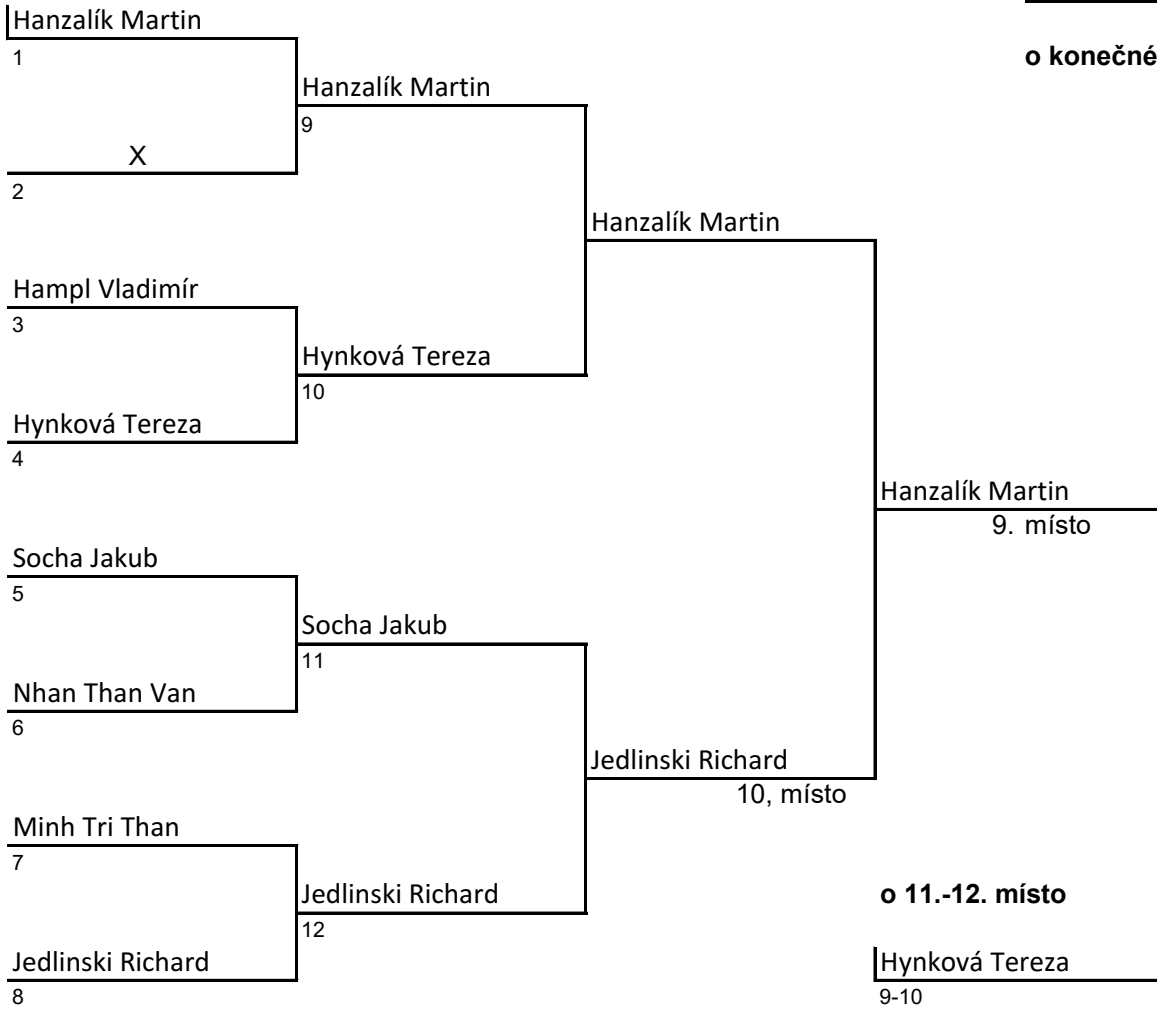 Hanzalík Martin
1
o konečné
Hanzalík Martin
9
X
2
Hanzalík Martin
Hampl Vladimír
3
Hynková Tereza
10
Hynková Tereza
4
Hanzalík Martin
9. místo
Socha Jakub
5
Socha Jakub
11
Nhan Than Van
6
Jedlinski Richard
10, místo
Minh Tri Than
7
Jedlinski Richard
o 11.-12. místo
12
Jedlinski Richard
Hynková Tereza
8
9-10